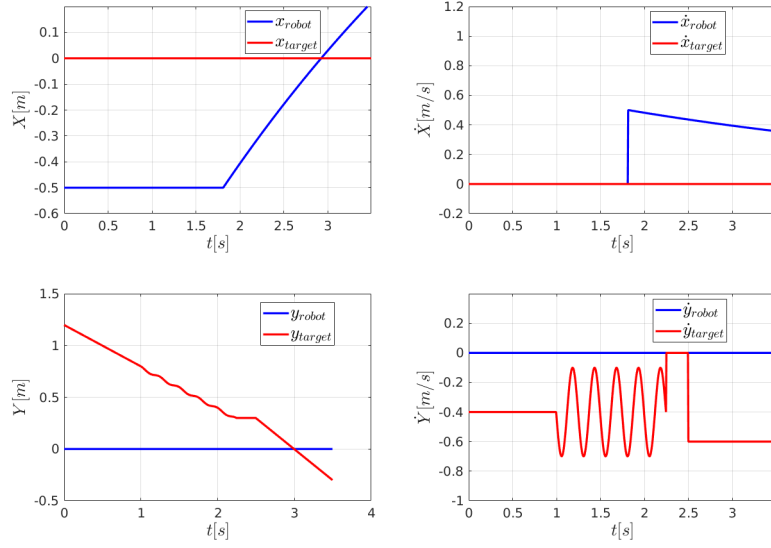 0.1
0
-0.1
-0.2
-0.3
-0.4
-0.5
-0.6
X[m]
0 0.5 1 1.5 2 2.5 3
t[s]
x_robot
x_target
1.2
1
0.8
0.6
0.4
0.2
0
-0.2
Ẋ[m/s]
0 0.5 1 1.5 2 2.5 3
t[s]
ẋ_robot
ẋ_target
1.5
1
0.5
0
-0.5
Y[m]
0 1 2 3 4
t[s]
y_robot
y_target
0.2
0
-0.2
-0.4
-0.6
-0.8
-1
Ẏ[m/s]
0 0.5 1 1.5 2 2.5 3
t[s]
ẏ_robot
ẏ_target